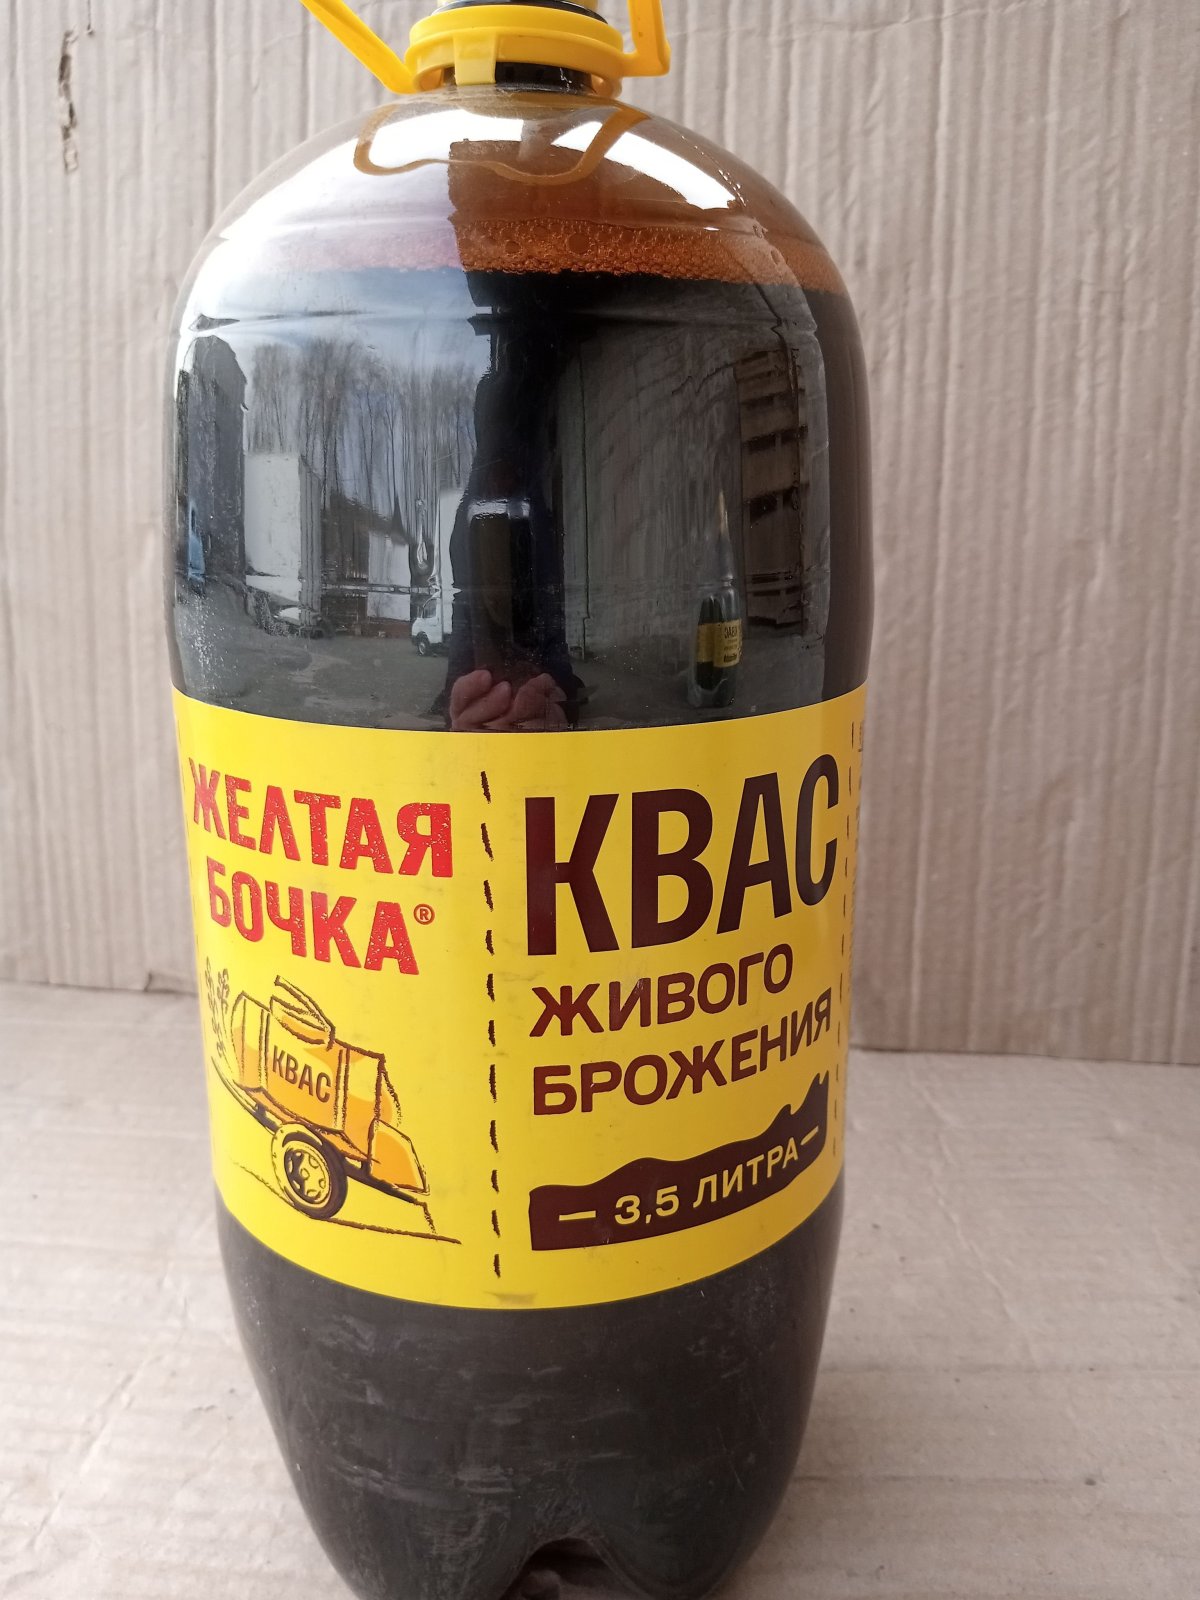 ЖЕЛТАЯ
БОЧКА®
КВАС
КВАС
ЖИВОГО
БРОЖЕНИЯ
— 3,5 ЛИТРА —